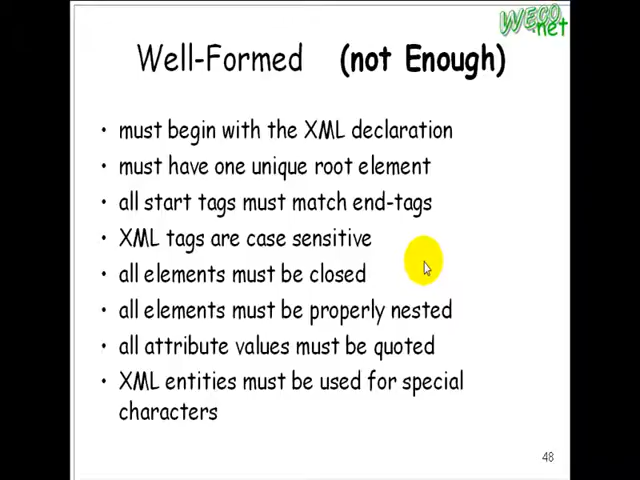 WECO
.net
Well-Formed (not Enough)
• must begin with the XML declaration
• must have one unique root element
• all start tags must match end-tags
• XML tags are case sensitive
• all elements must be closed
• all elements must be properly nested
• all attribute values must be quoted
• XML entities must be used for special
characters
48